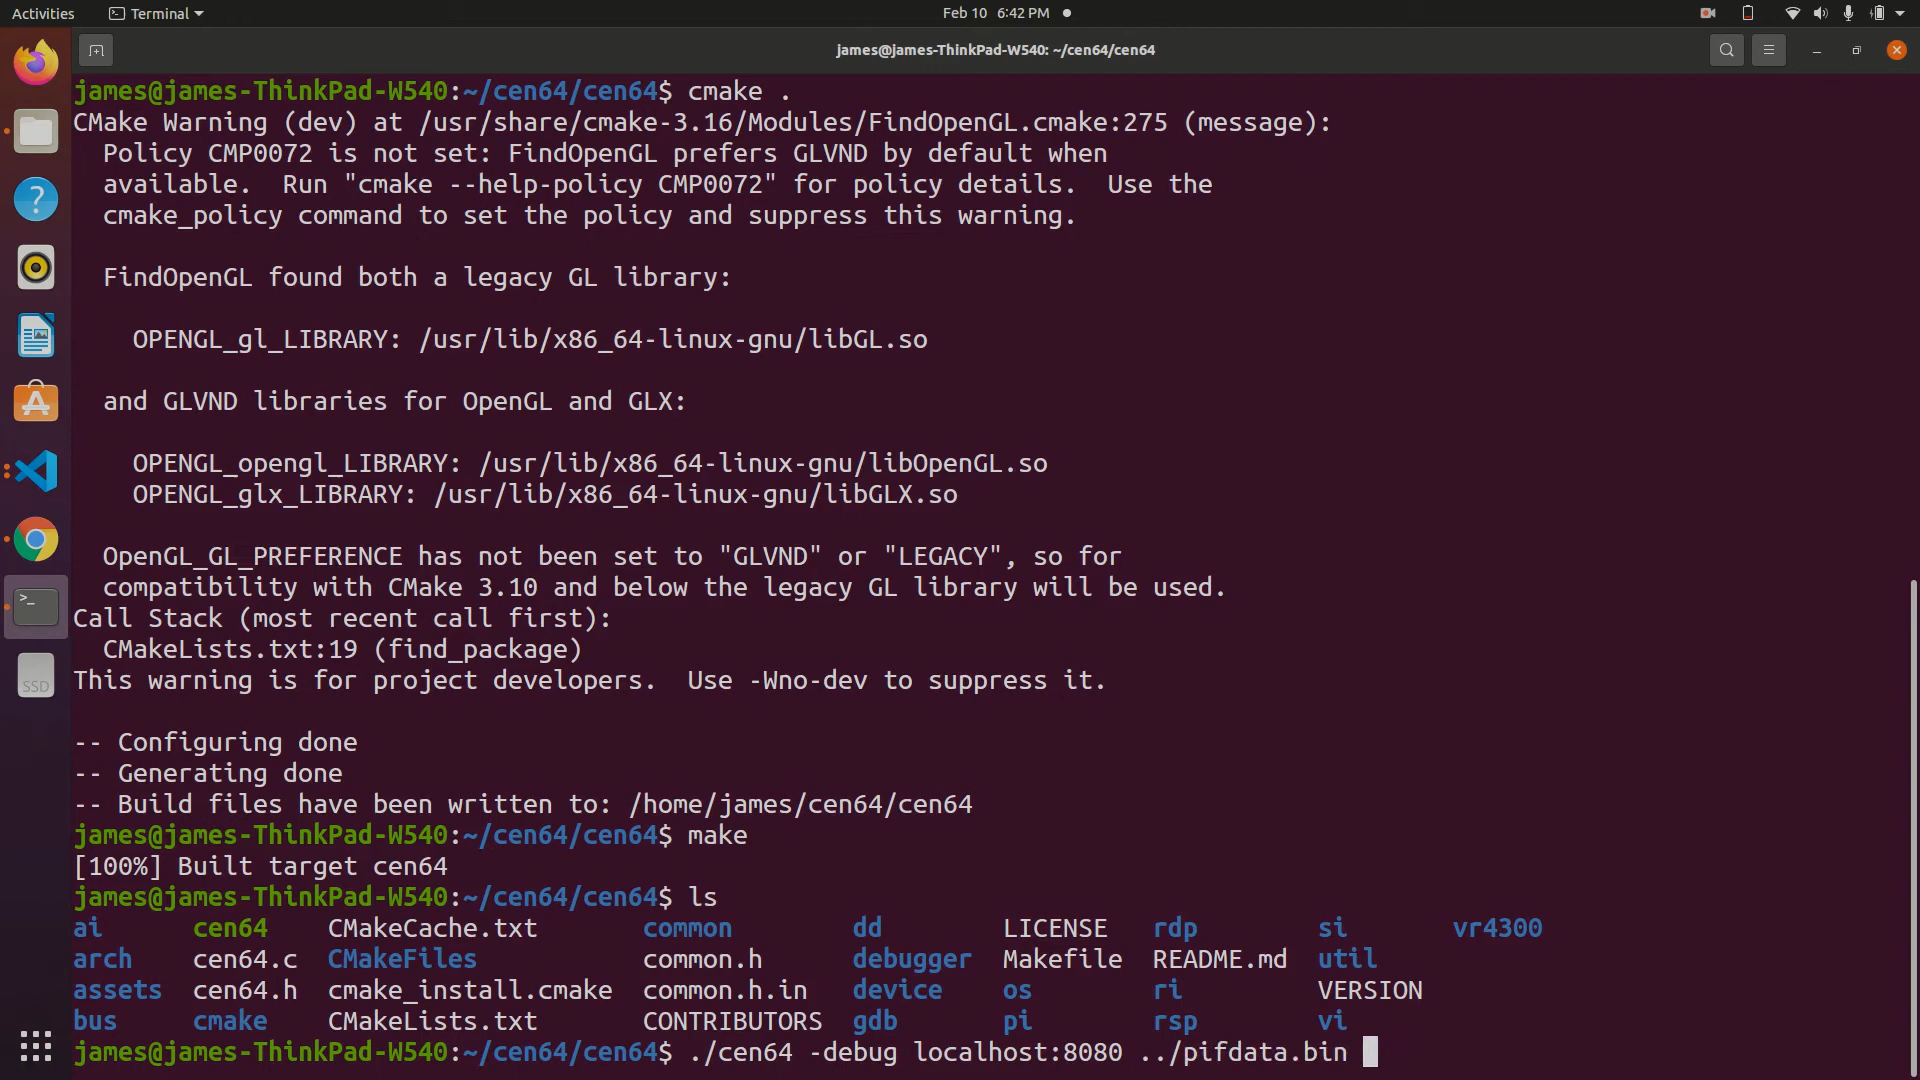 Activities Terminal Feb 10 6:42 PM
james@james-ThinkPad-W540: ~/cen64/cen64
james@james-ThinkPad-W540:~/cen64/cen64$ cmake .
CMake Warning (dev) at /usr/share/cmake-3.16/Modules/FindOpenGL.cmake:275 (message):
  Policy CMP0072 is not set: FindOpenGL prefers GLVND by default when
  available.  Run "cmake --help-policy CMP0072" for policy details.  Use the
  cmake_policy command to set the policy and suppress this warning.
  FindOpenGL found both a legacy GL library:
    OPENGL_gl_LIBRARY: /usr/lib/x86_64-linux-gnu/libGL.so
  and GLVND libraries for OpenGL and GLX:
    OPENGL_opengl_LIBRARY: /usr/lib/x86_64-linux-gnu/libOpenGL.so
    OPENGL_glx_LIBRARY: /usr/lib/x86_64-linux-gnu/libGLX.so
  OpenGL_GL_PREFERENCE has not been set to "GLVND" or "LEGACY", so for
  compatibility with CMake 3.10 and below the legacy GL library will be used.
Call Stack (most recent call first):
  CMakeLists.txt:19 (find_package)
This warning is for project developers.  Use -Wno-dev to suppress it.
-- Configuring done
-- Generating done
-- Build files have been written to: /home/james/cen64/cen64
james@james-ThinkPad-W540:~/cen64/cen64$ make
[100%] Built target cen64
james@james-ThinkPad-W540:~/cen64/cen64$ ls
ai      cen64    CMakeCache.txt       common        dd        LICENSE   rdp        si       vr4300
arch    cen64.c  CMakeFiles           common.h      debugger  Makefile  README.md  util
assets  cen64.h  cmake_install.cmake  common.h.in   device    os        ri         VERSION
bus     cmake    CMakeLists.txt       CONTRIBUTORS  gdb       pi        rsp        vi
james@james-ThinkPad-W540:~/cen64/cen64$ ./cen64 -debug localhost:8080 ../pifdata.bin
SSD